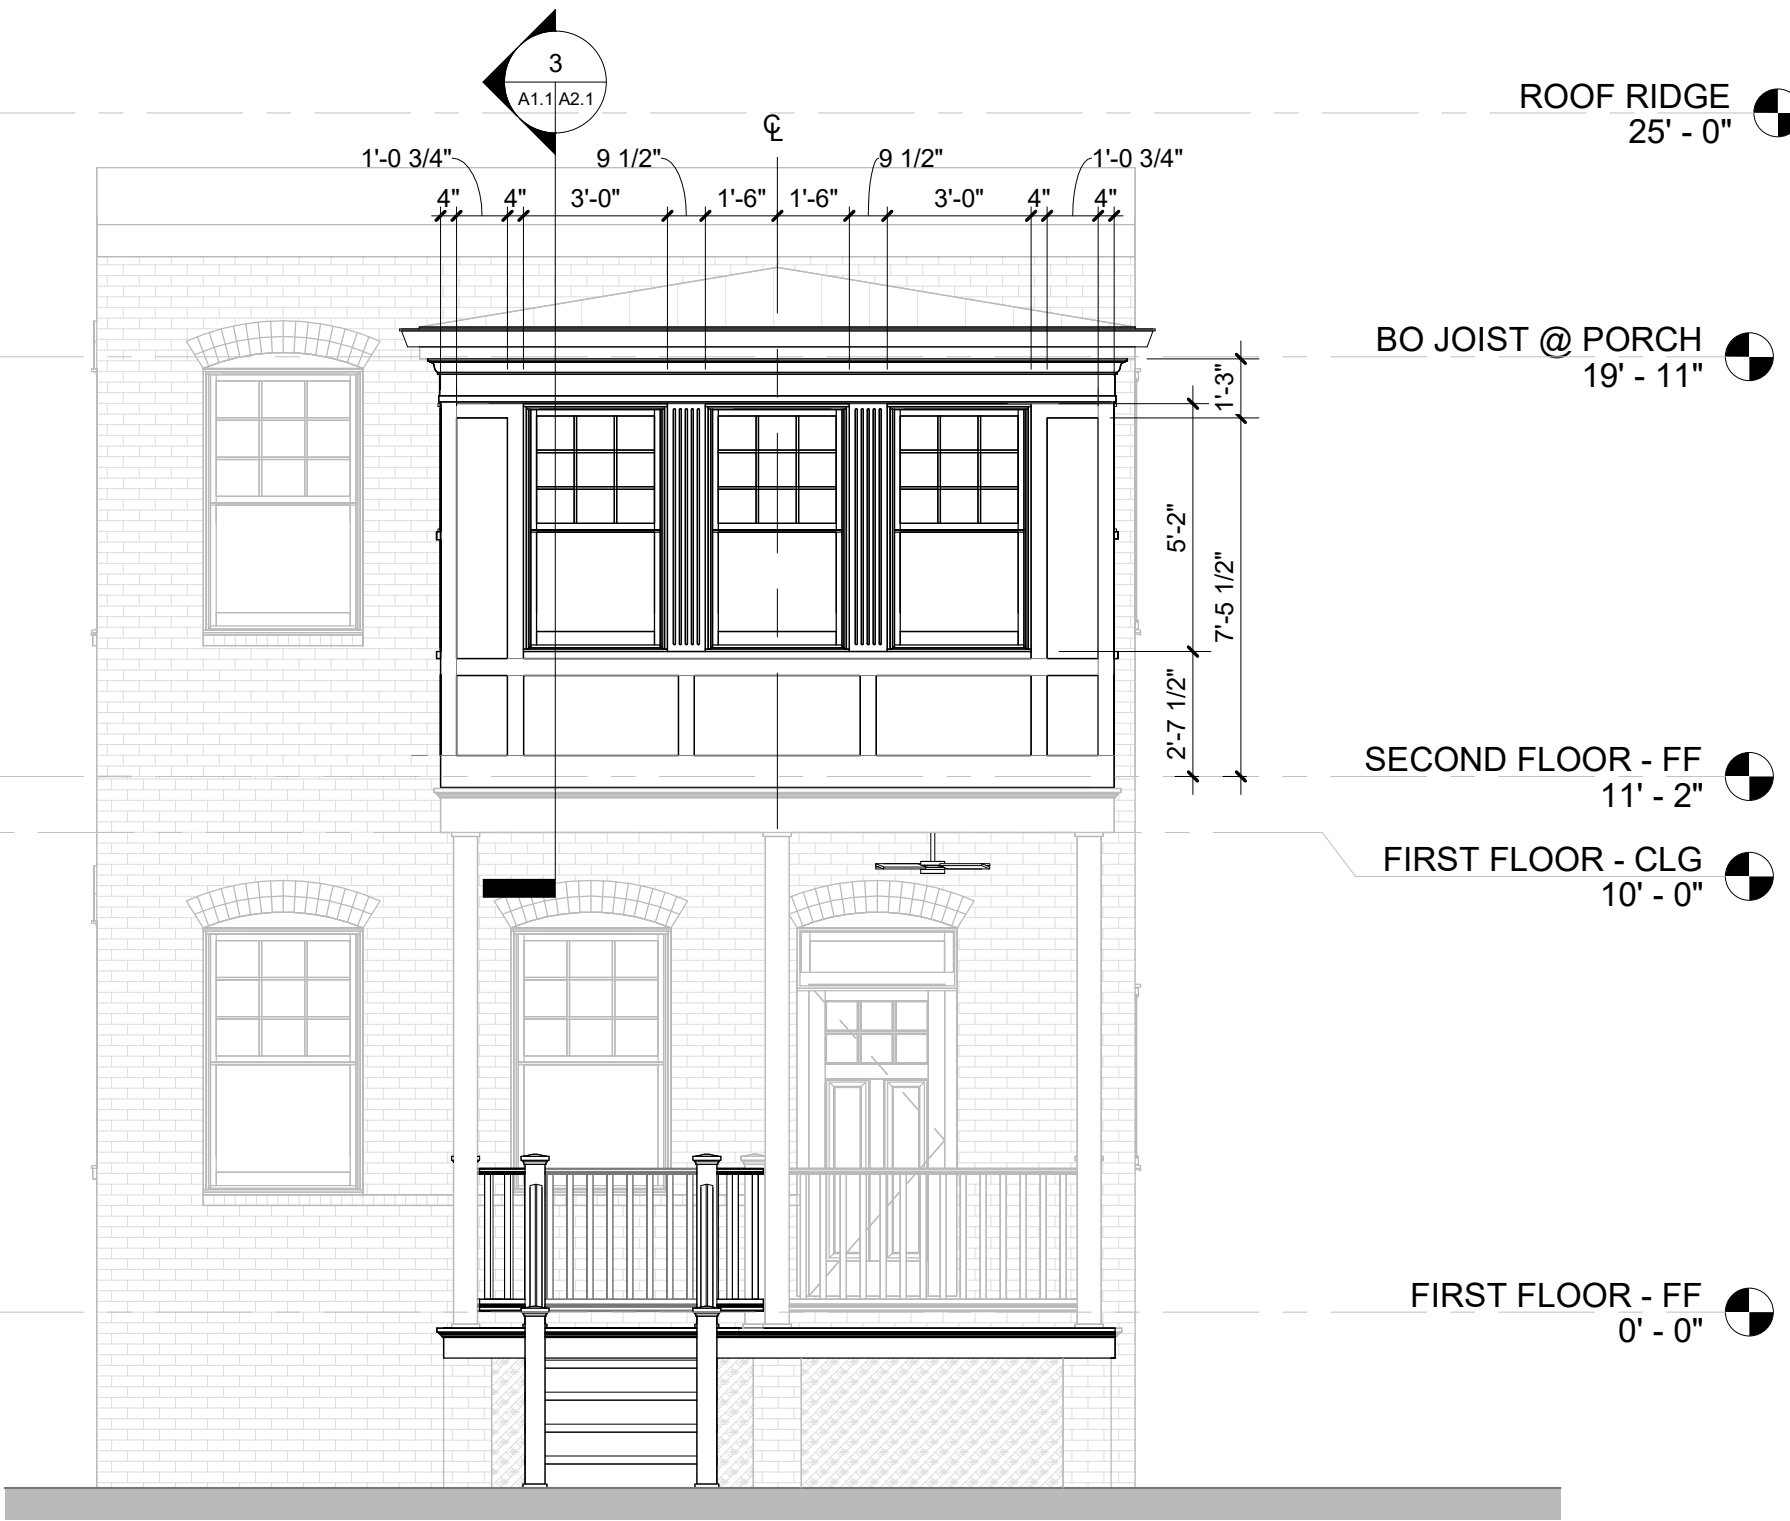 3
A1.1 A2.1
ROOF RIDGE
25' - 0"
℄
1'-0 3/4" 9 1/2" 9 1/2" 1'-0 3/4"
4" 4" 3'-0" 1'-6" 1'-6" 3'-0" 4" 4"
BO JOIST @ PORCH
19' - 11"
1'-3"
5'-2"
7'-5 1/2"
2'-7 1/2"
SECOND FLOOR - FF
11' - 2"
FIRST FLOOR - CLG
10' - 0"
FIRST FLOOR - FF
0' - 0"